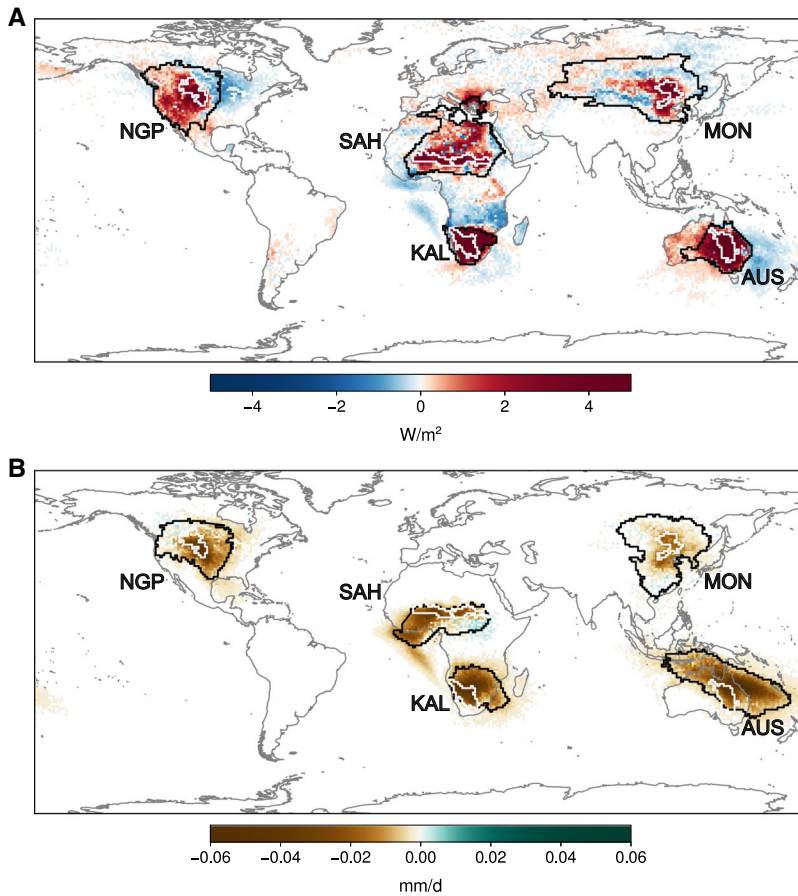 A
NGP
SAH
MON
KAL
AUS
−4 −2 0 2 4
W/m²
B
NGP
SAH
MON
KAL
AUS
-0.06 -0.04 -0.02 0.00 0.02 0.04 0.06
mm/d